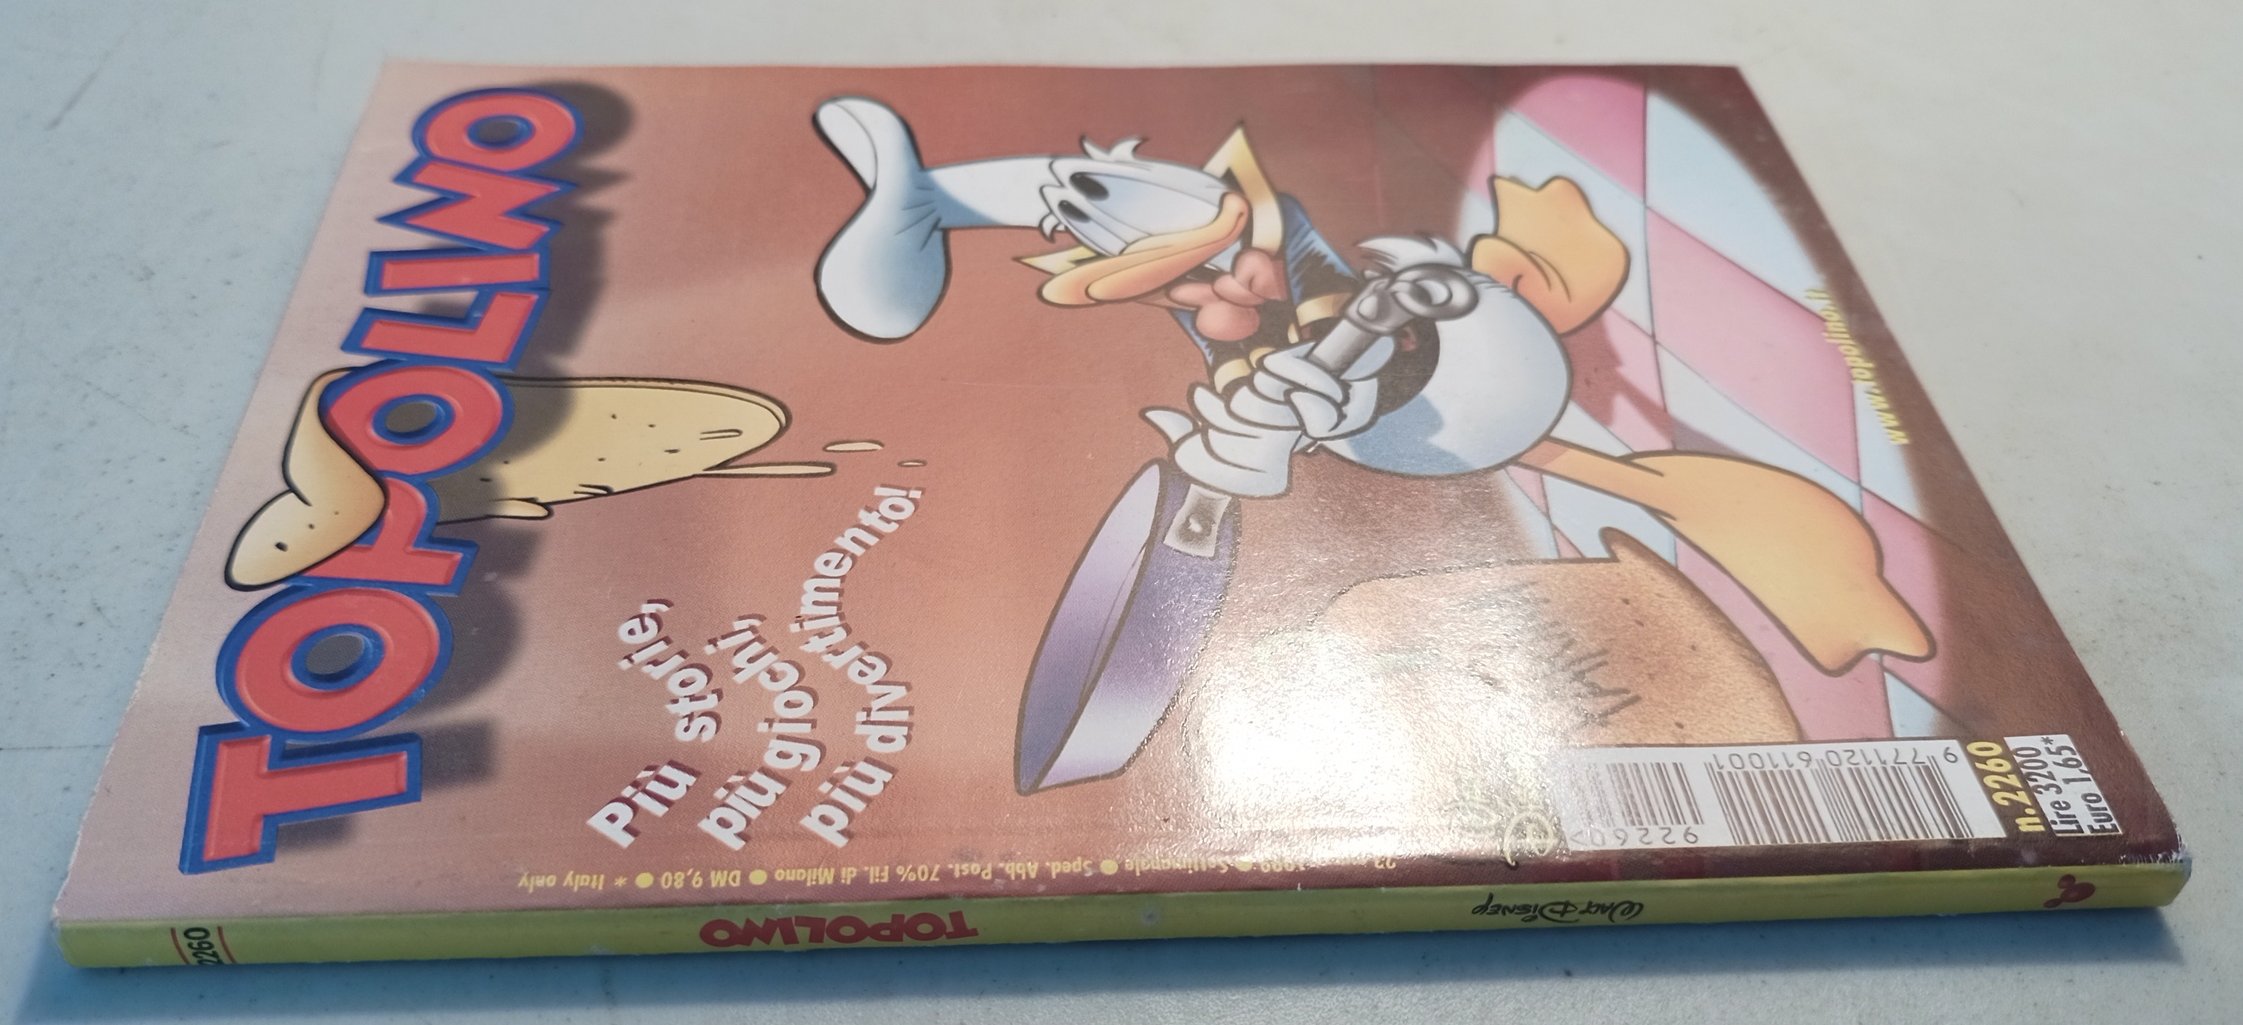 TOPOLINO
Più storie,
più giochi,
più divertimento!
www.topolino.it
Settimanale ● Sped. Abb. Post. 70% Fil. di Milano ● DM 9,80 ● * Italy only
9 771120 611001
92260>
n.2260
Lire 3200
Euro 1.65*
2260
TOPOLINO
WALT DISNEY